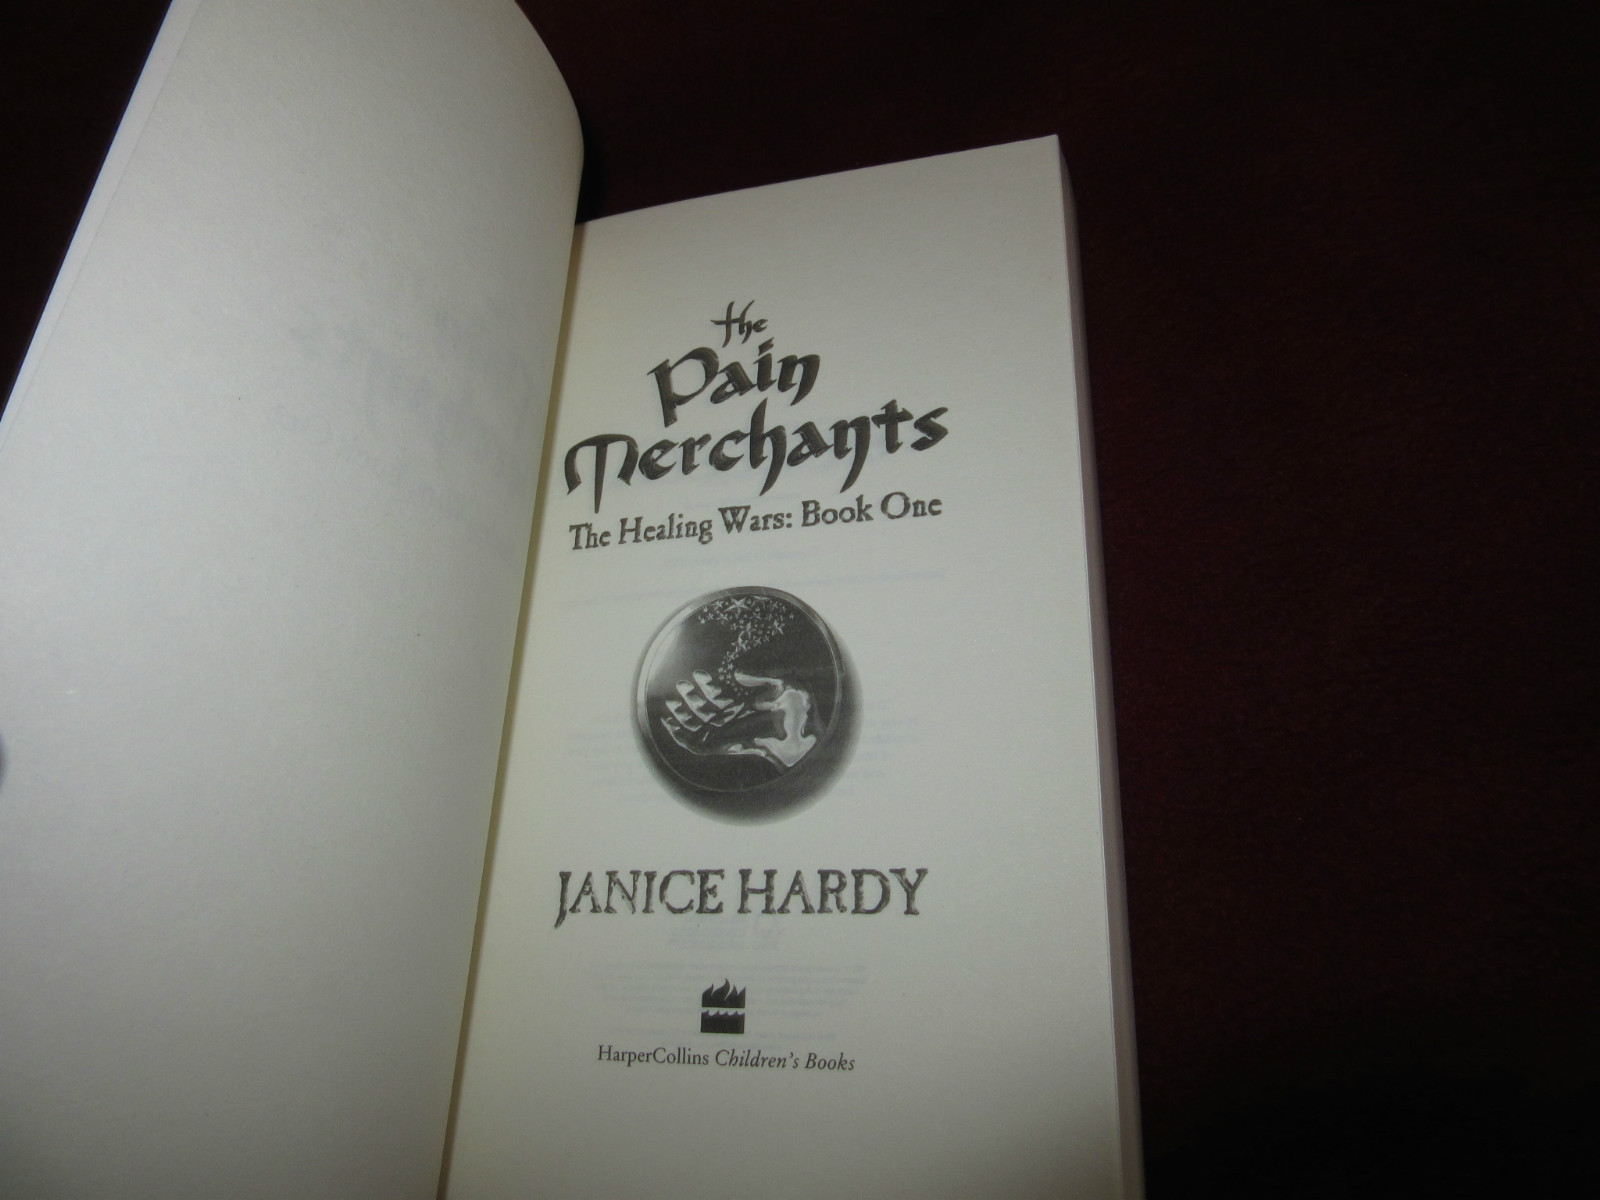 The
Pain
Merchants
The Healing Wars: Book One
JANICE HARDY
HarperCollins Children's Books